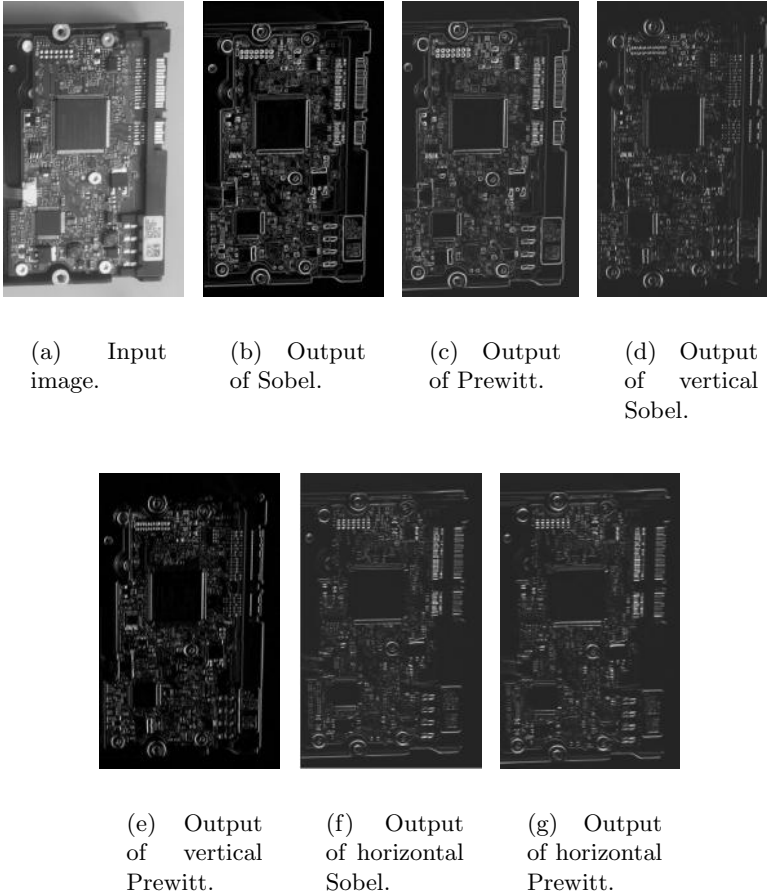 (a) Input
image.
(b) Output
of Sobel.
(c) Output
of Prewitt.
(d) Output
of vertical
Sobel.
(e) Output
of vertical
Prewitt.
(f) Output
of horizontal
Sobel.
(g) Output
of horizontal
Prewitt.